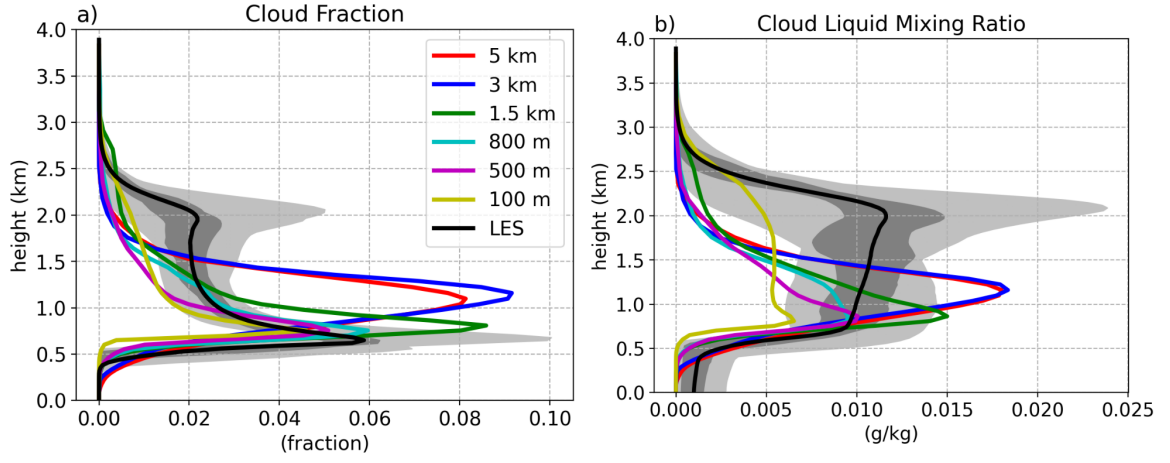 a)
Cloud Fraction
height (km)
4.0
3.5
3.0
2.5
2.0
1.5
1.0
0.5
0.0
5 km
3 km
1.5 km
800 m
500 m
100 m
LES
0.00 0.02 0.04 0.06 0.08 0.10
(fraction)
b)
Cloud Liquid Mixing Ratio
height (km)
4.0
3.5
3.0
2.5
2.0
1.5
1.0
0.5
0.0
0.000 0.005 0.010 0.015 0.020 0.025
(g/kg)